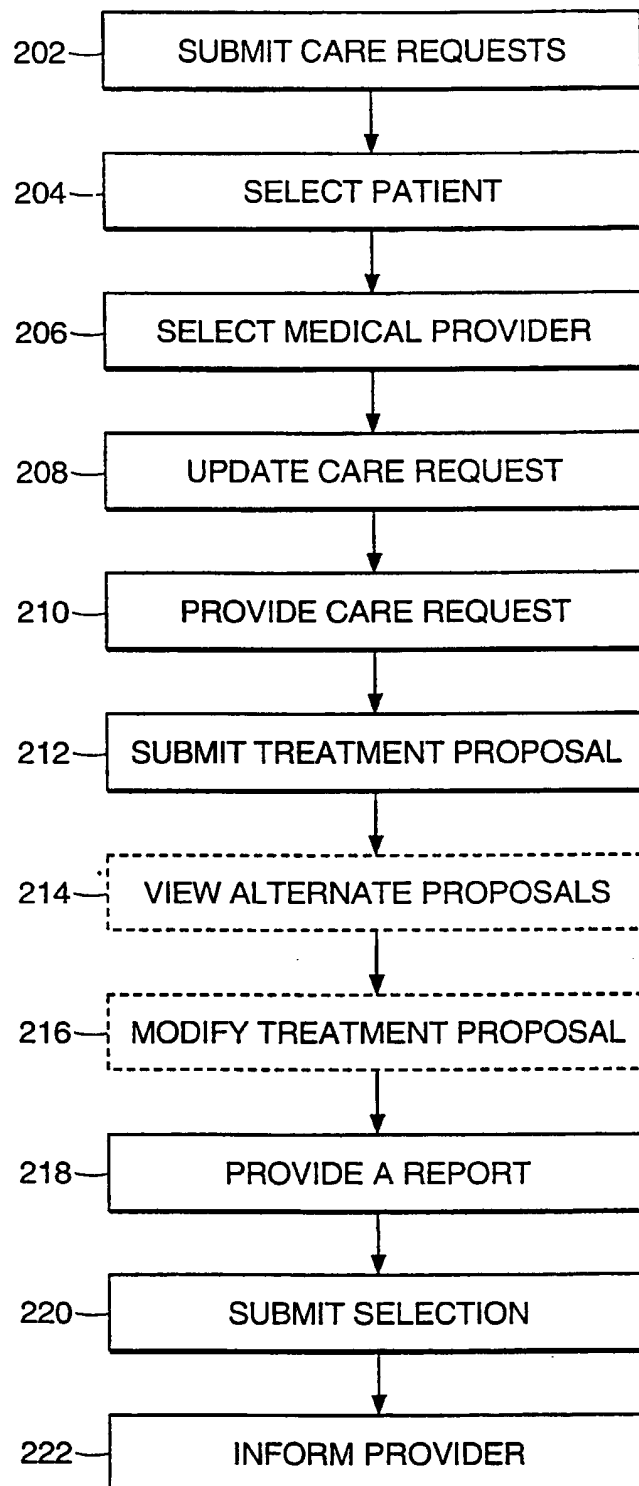 202 SUBMIT CARE REQUESTS
204 SELECT PATIENT
206 SELECT MEDICAL PROVIDER
208 UPDATE CARE REQUEST
210 PROVIDE CARE REQUEST
212 SUBMIT TREATMENT PROPOSAL
214 VIEW ALTERNATE PROPOSALS
216 MODIFY TREATMENT PROPOSAL
218 PROVIDE A REPORT
220 SUBMIT SELECTION
222 INFORM PROVIDER